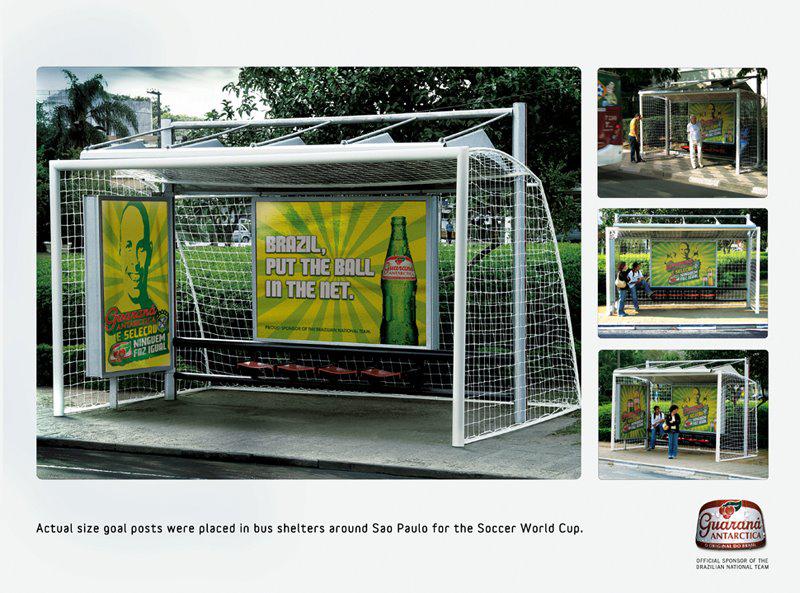 BRAZIL,
PUT THE BALL
IN THE NET.
PROUD SPONSOR OF THE BRAZILIAN NATIONAL TEAM.
Guaraná
ANTARCTICA
Guaraná
ANTARCTICA
E SELEÇÃO
NINGUÉM
FAZ IGUAL
Actual size goal posts were placed in bus shelters around Sao Paulo for the Soccer World Cup.
Guaraná
ANTARCTICA
O ORIGINAL DO BRASIL
OFFICIAL SPONSOR OF THE
BRAZILIAN NATIONAL TEAM